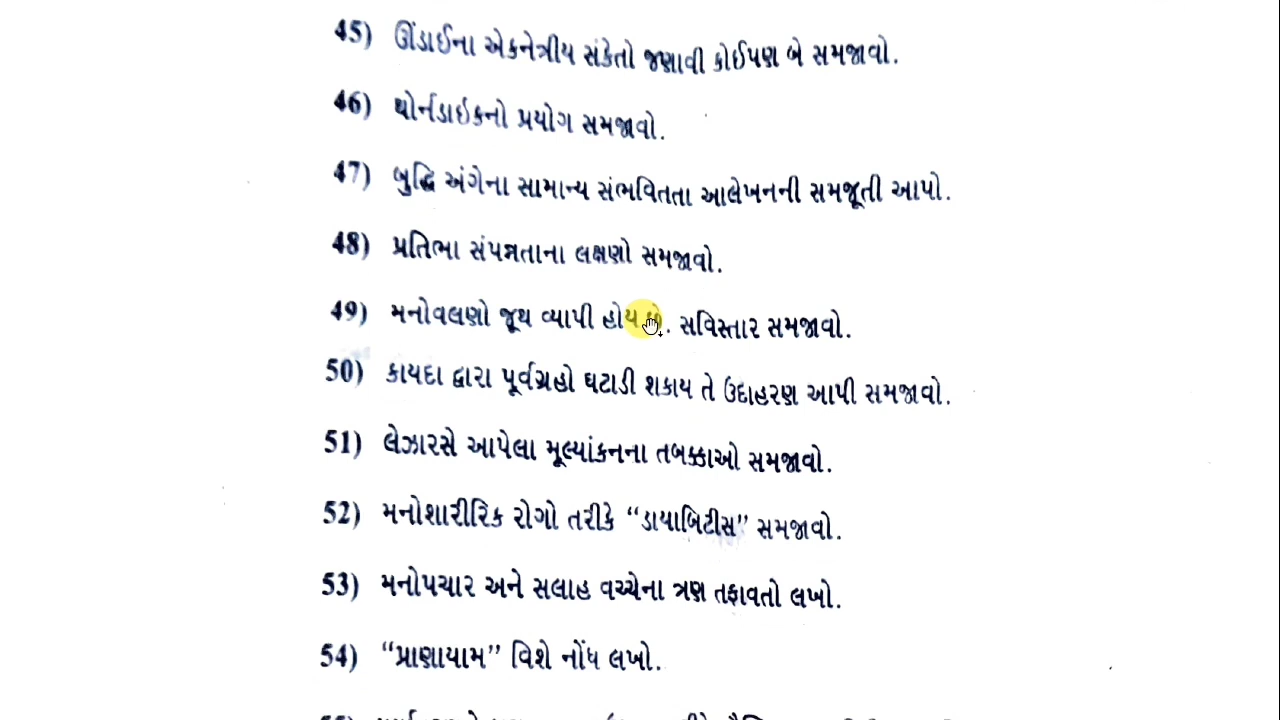 45) ઊંડાઈના એકનેત્રીય સંકેતો જણાવી કોઈપણ બે સમજાવો.
46) થોર્નડાઇકનો પ્રયોગ સમજાવો.
47) બુદ્ધિ અંગેના સામાન્ય સંભવિતતા આલેખનની સમજૂતી આપો.
48) પ્રતિભા સંપન્નતાના લક્ષણો સમજાવો.
49) મનોવલણો જૂથ વ્યાપી હોય છે. સવિસ્તાર સમજાવો.
50) કાયદા દ્વારા પૂર્વગ્રહો ઘટાડી શકાય તે ઉદાહરણ આપી સમજાવો.
51) લેઝારસે આપેલા મૂલ્યાંકનના તબક્કાઓ સમજાવો.
52) મનોશારીરિક રોગો તરીકે “ડાયાબિટીસ” સમજાવો.
53) મનોપચાર અને સલાહ વચ્ચેના ત્રણ તફાવતો લખો.
54) “પ્રાણાયામ” વિશે નોંધ લખો.